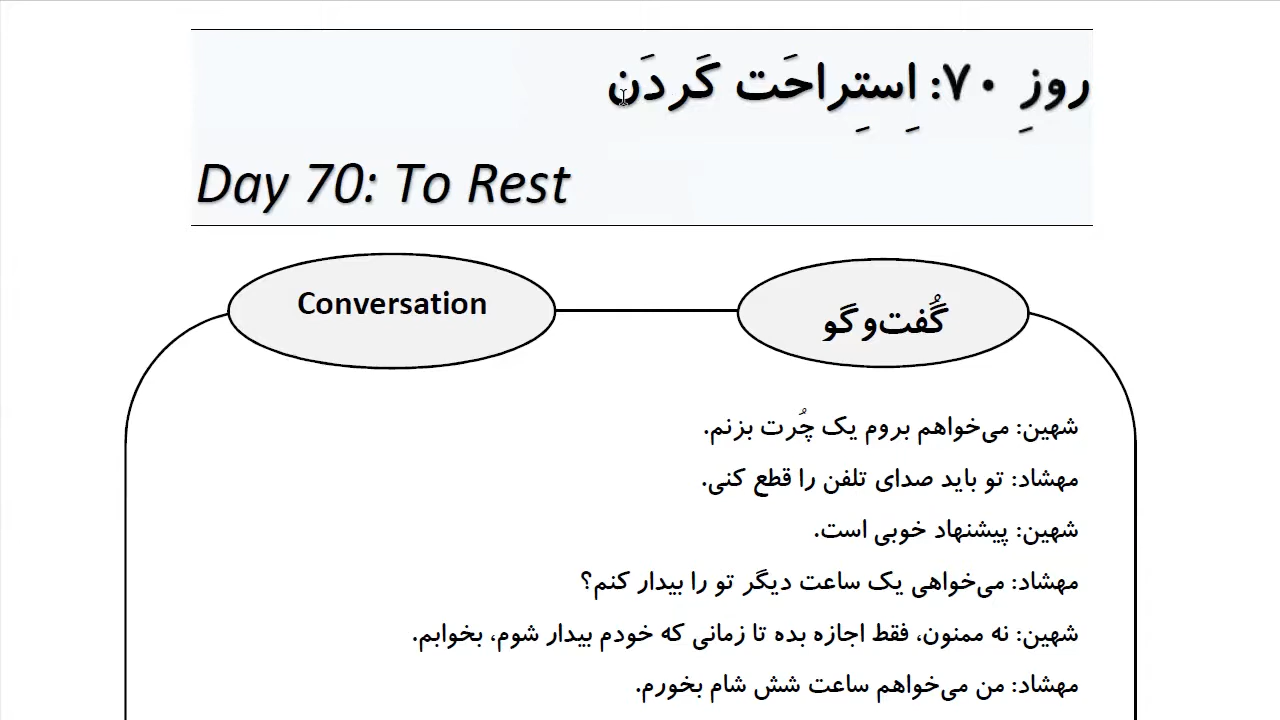 روزِ ۷۰: اِستِراحَت کَردَن
Day 70: To Rest
Conversation
گُفت‌وگو
شهین: می‌خواهم بروم یک چُرت بزنم.
مهشاد: تو باید صدای تلفن را قطع کنی.
شهین: پیشنهاد خوبی است.
مهشاد: می‌خواهی یک ساعت دیگر تو را بیدار کنم؟
شهین: نه ممنون، فقط اجازه بده تا زمانی که خودم بیدار شوم، بخوابم.
مهشاد: من می‌خواهم ساعت شش شام بخورم.